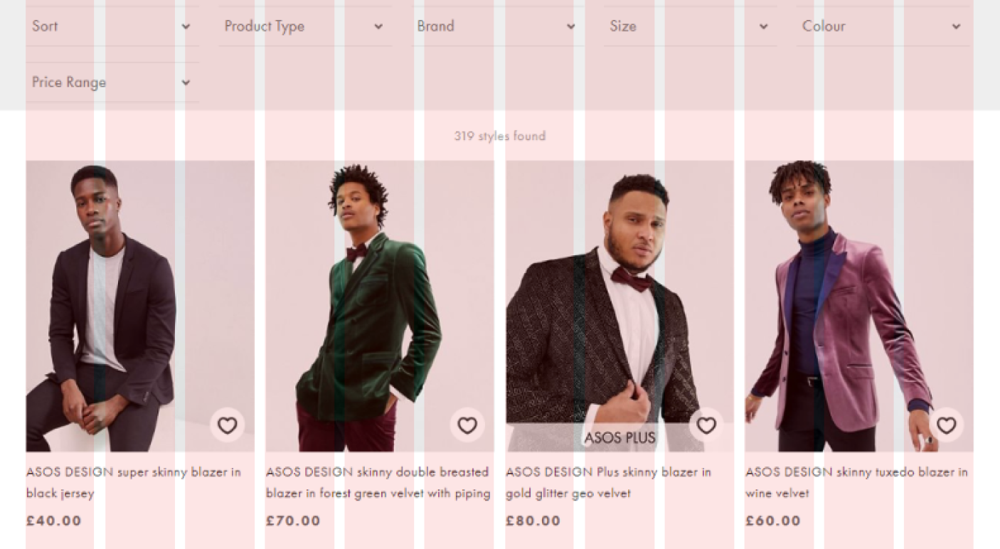 Sort Product Type Brand Size Colour
Price Range
319 styles found
ASOS PLUS
ASOS DESIGN super skinny blazer in
black jersey
£40.00
ASOS DESIGN skinny double breasted
blazer in forest green velvet with piping
£70.00
ASOS DESIGN Plus skinny blazer in
gold glitter geo velvet
£80.00
ASOS DESIGN skinny tuxedo blazer in
wine velvet
£60.00